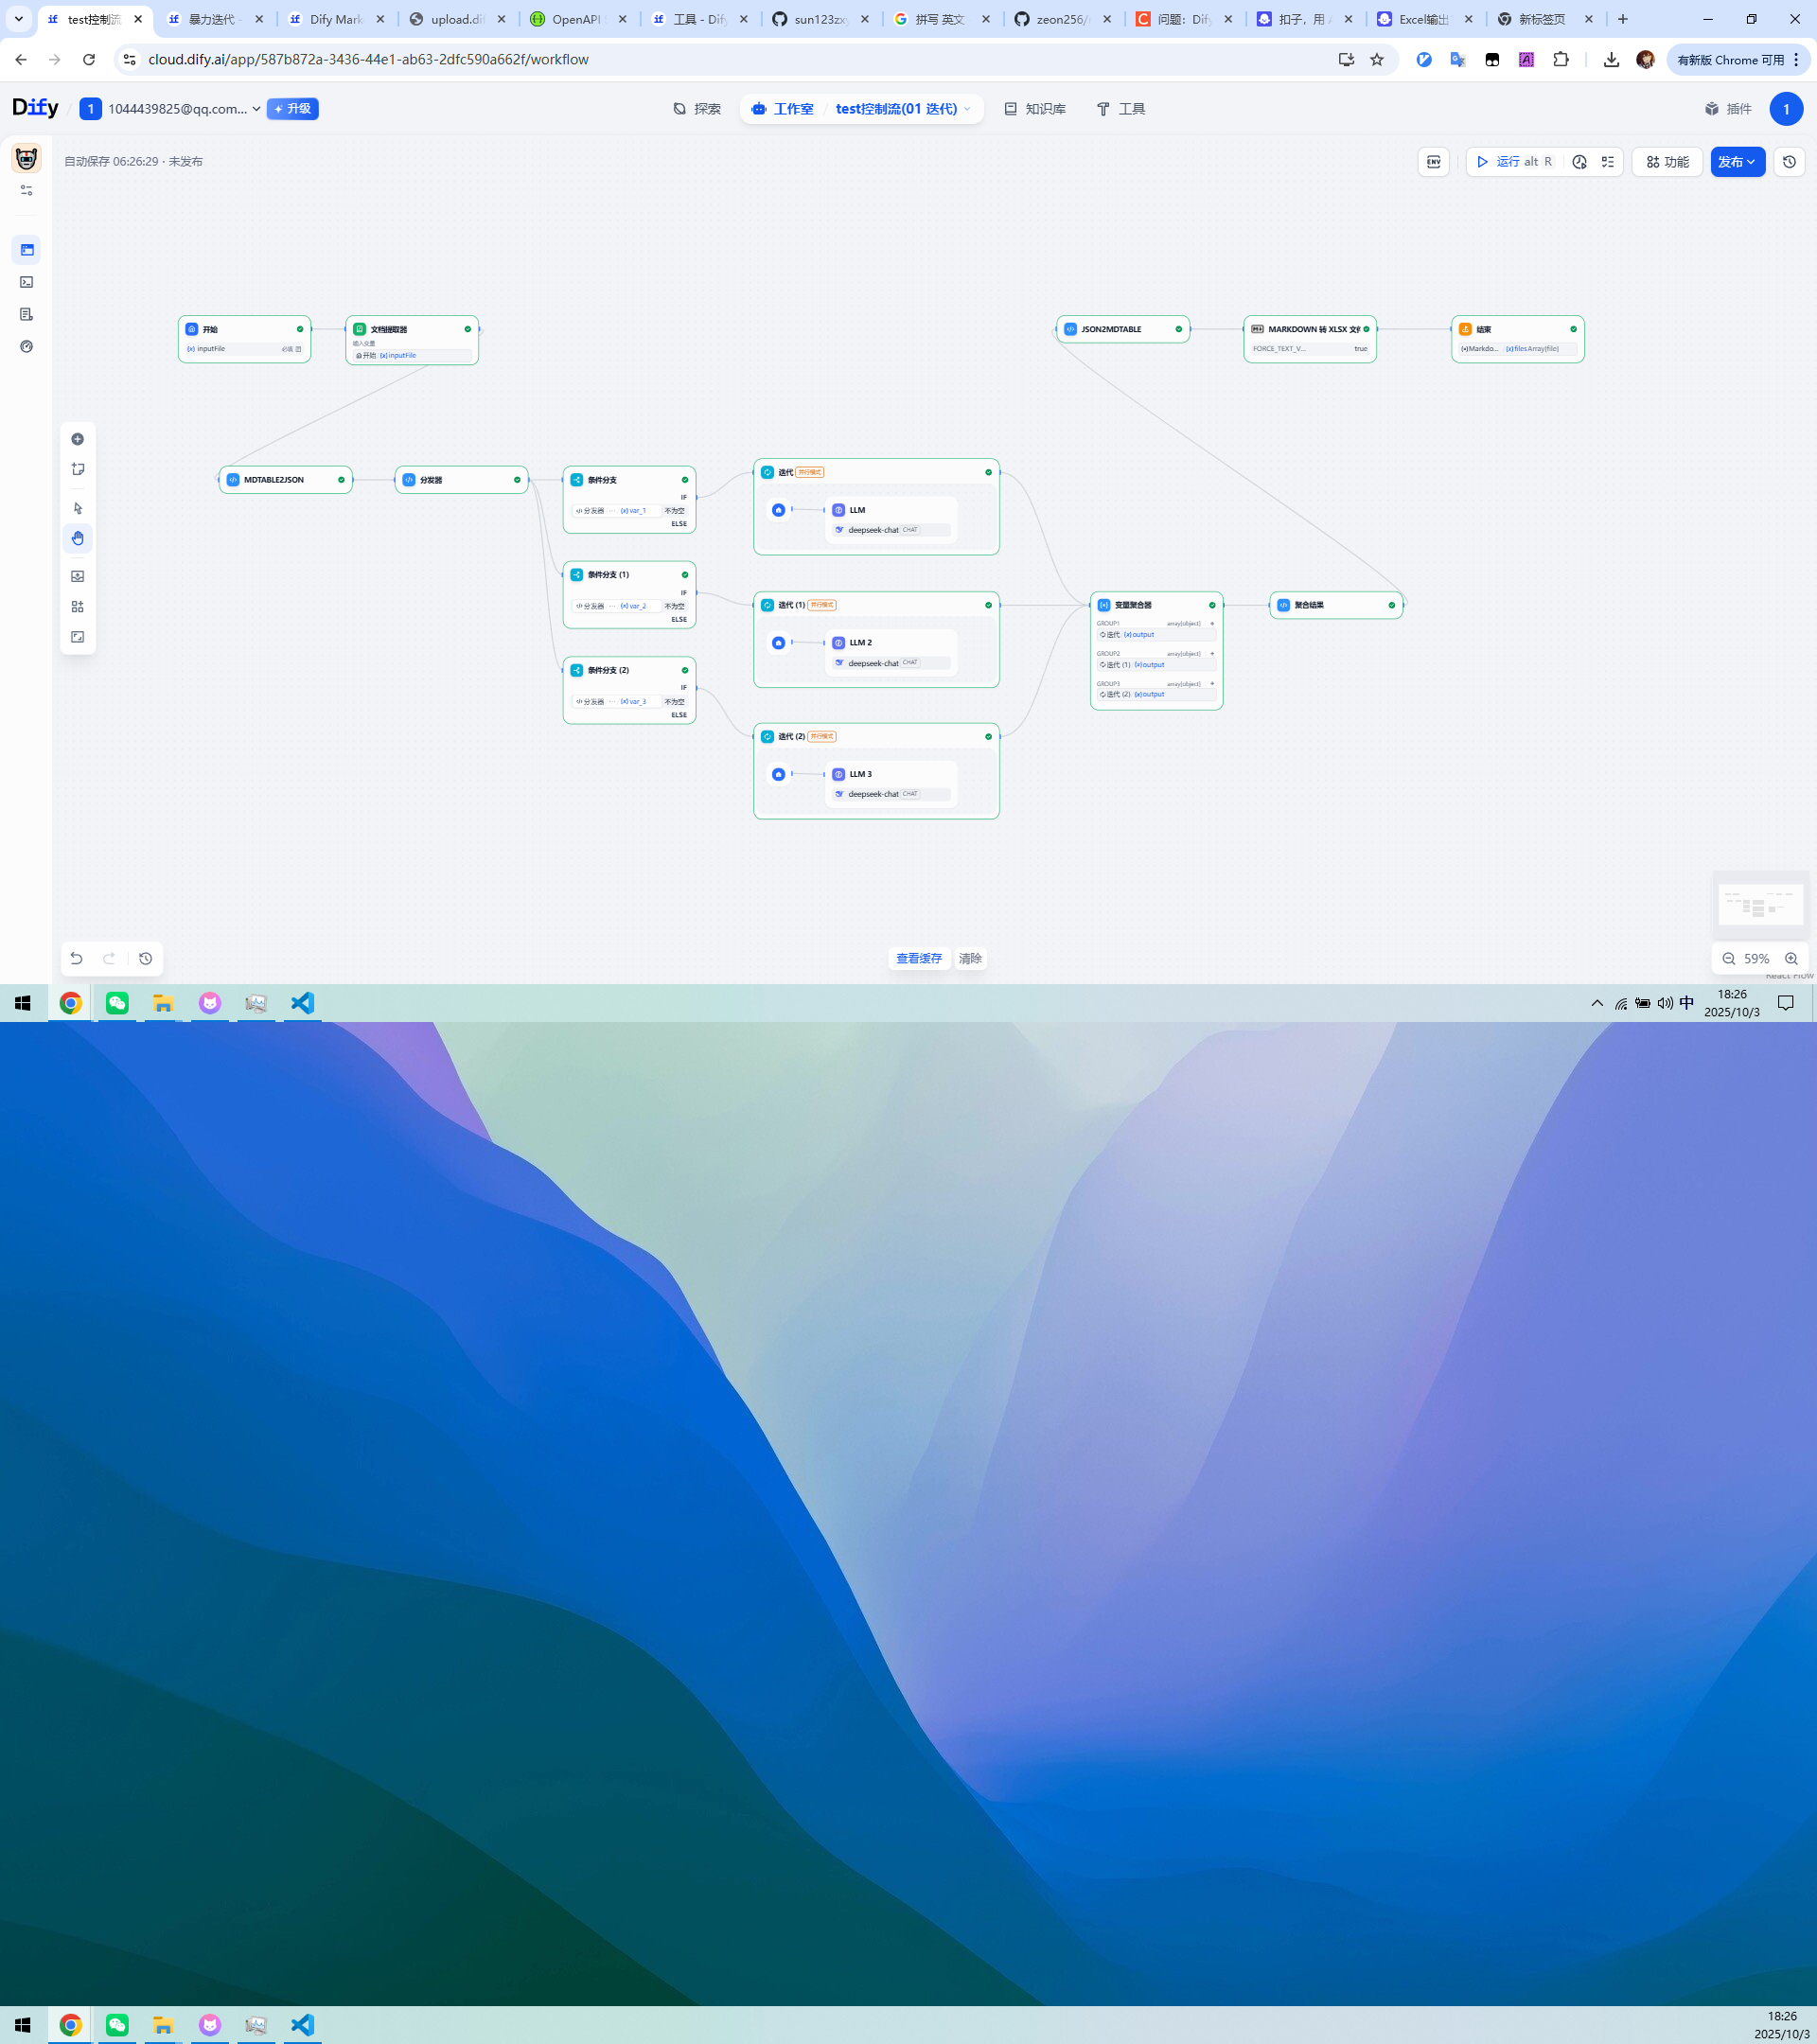 test控制流
暴力迭代 -
Dify Mark
upload.dif
OpenAPI
工具 - Dify
sun123zxy
拼写 英文
zeon256/
问题：Dify
扣子，用 A
Excel输出
新标签页
cloud.dify.ai/app/587b872a-3436-44e1-ab63-2dfc590a662f/workflow
有新版 Chrome 可用
Dify
1
1044439825@qq.com...
升级
探索
工作室
/
test控制流(01 迭代)
知识库
工具
插件
1
自动保存 06:26:29 · 未发布
ENV
运行 alt R
功能
发布
开始
inputFile
必填
文档提取器
输入变量
开始 {x} inputFile
JSON2MDTABLE
MARKDOWN 转 XLSX 文件
FORCE_TEXT_V...
true
结束
Markdo... {x} files Array[file]
MDTABLE2JSON
分发器
条件分支
IF
分发器 ··· {x} var_1 不为空
ELSE
迭代 并行模式
LLM
deepseek-chat CHAT
条件分支 (1)
IF
分发器 ··· {x} var_2 不为空
ELSE
迭代 (1) 并行模式
LLM 2
deepseek-chat CHAT
条件分支 (2)
IF
分发器 ··· {x} var_3 不为空
ELSE
迭代 (2) 并行模式
LLM 3
deepseek-chat CHAT
变量聚合器
GROUP1 array[object] +
迭代 {x} output
GROUP2 array[object] +
迭代 (1) {x} output
GROUP3 array[object] +
迭代 (2) {x} output
聚合结果
查看缓存
清除
59%
React Flow
中
18:26
2025/10/3
18:26
2025/10/3